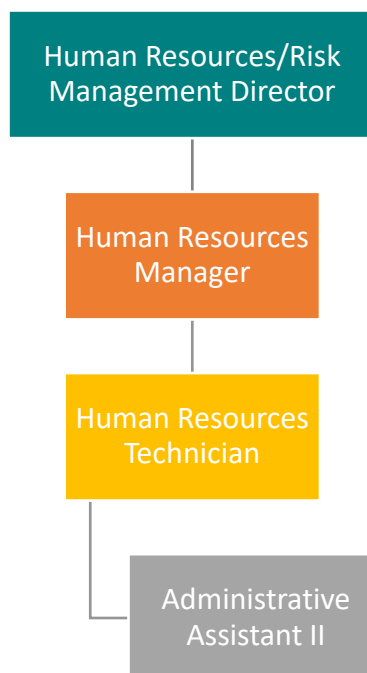 Human Resources/Risk
Management Director
Human Resources
Manager
Human Resources
Technician
Administrative
Assistant II